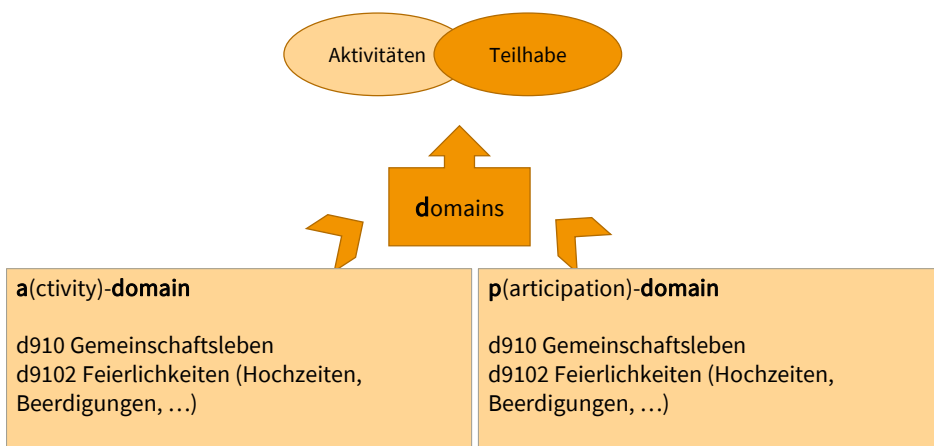 Aktivitäten
Teilhabe
domains
a(ctivity)-domain
d910 Gemeinschaftsleben
d9102 Feierlichkeiten (Hochzeiten,
Beerdigungen, …)
p(articipation)-domain
d910 Gemeinschaftsleben
d9102 Feierlichkeiten (Hochzeiten,
Beerdigungen, …)